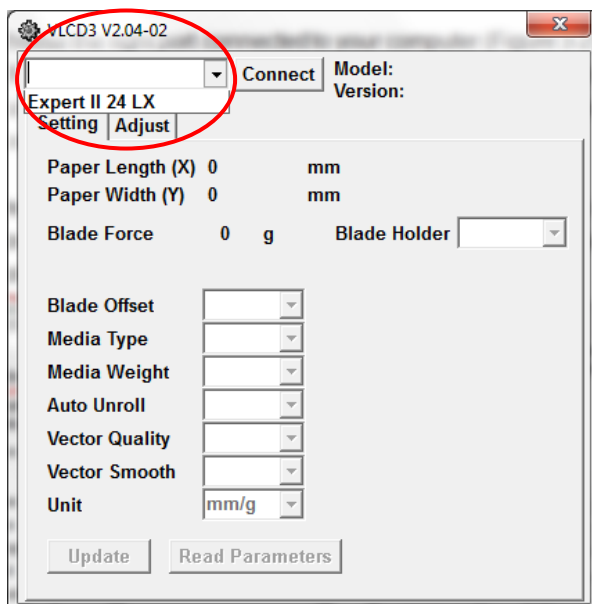 VLCD3 V2.04-02
Connect
Model:
Version:
Expert II 24 LX
Setting Adjust
Paper Length (X) 0 mm
Paper Width (Y) 0 mm
Blade Force 0 g Blade Holder
Blade Offset
Media Type
Media Weight
Auto Unroll
Vector Quality
Vector Smooth
Unit mm/g
Update Read Parameters